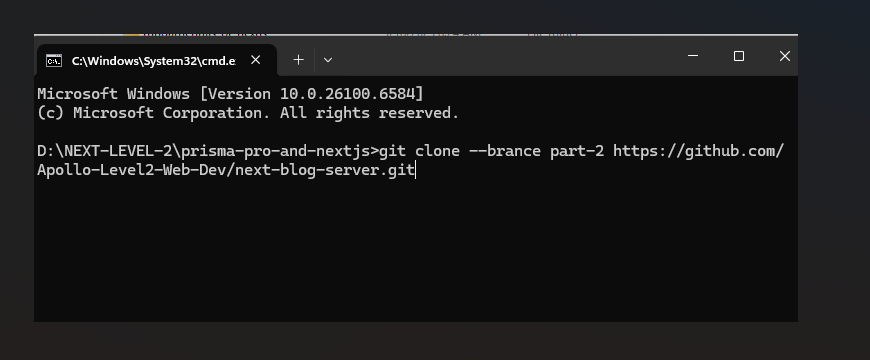 C:\Windows\System32\cmd.e
Microsoft Windows [Version 10.0.26100.6584]
(c) Microsoft Corporation. All rights reserved.
D:\NEXT-LEVEL-2\prisma-pro-and-nextjs>git clone --brance part-2 https://github.com/
Apollo-Level2-Web-Dev/next-blog-server.git